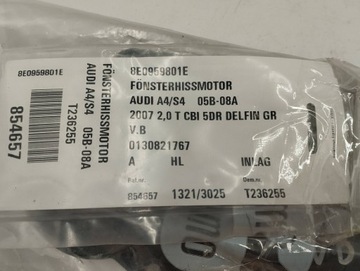 8E0959801E
FÖNSTERHISSMOTOR
AUDI A4/S4 05B-08A
T236255
854657
8E0959801E
FÖNSTERHISSMOTOR
AUDI A4/S4 05B-08A
2007 2,0 T CBI 5DR DELFIN GR
V.B
0130821767
A HL INLAG
854657 1321/3025 T236255